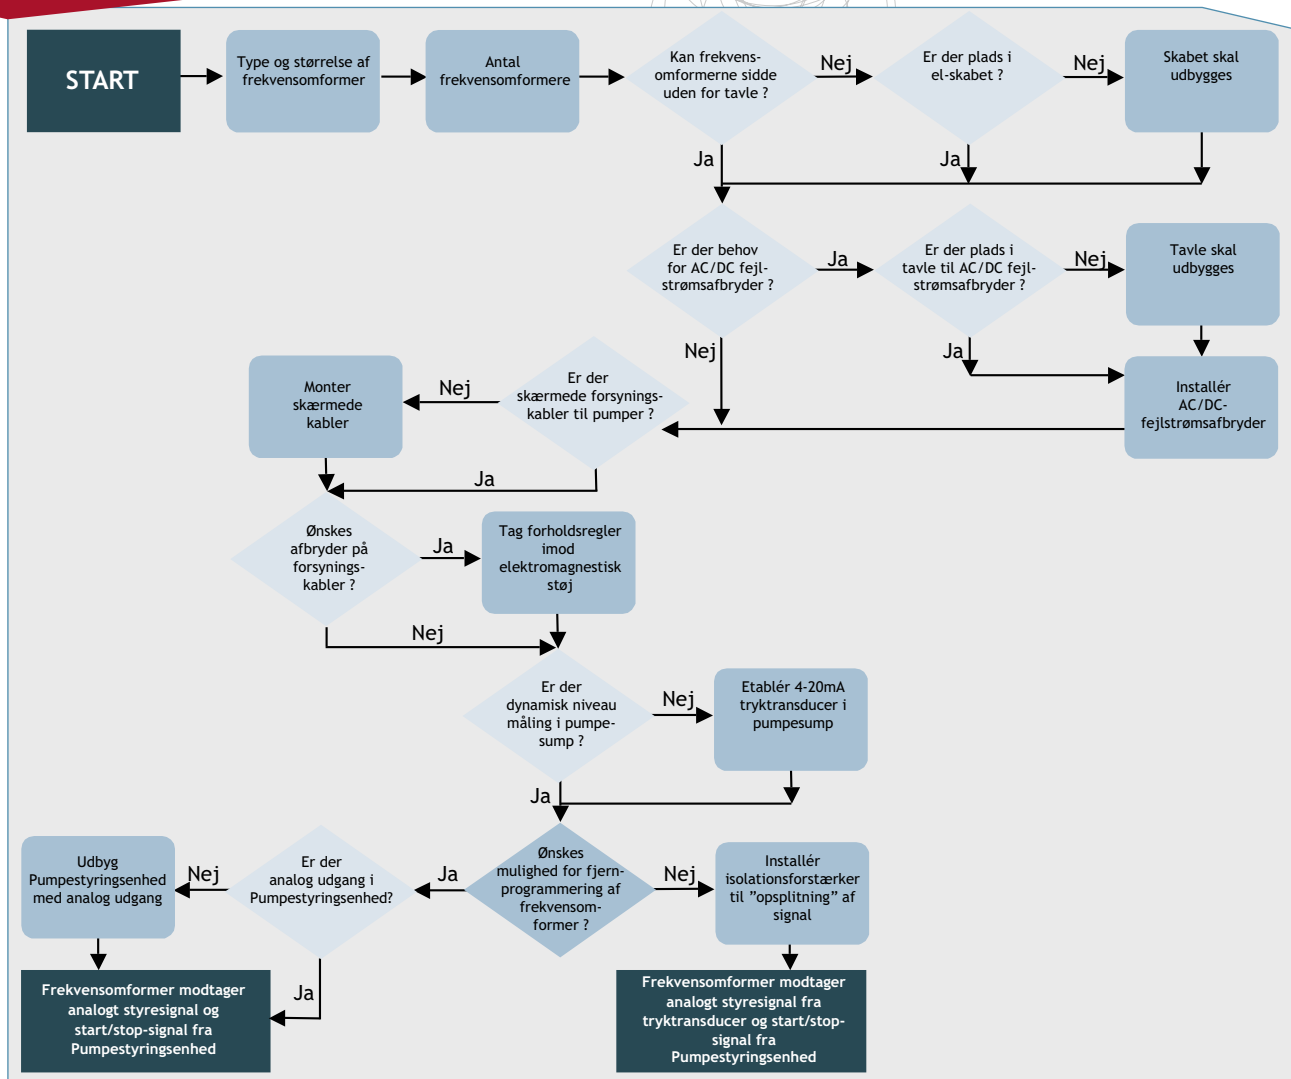 START
Type og størrelse af
frekvensomformer
Antal
frekvensomformere
Kan frekvens-
omformerne sidde
uden for tavle ?
Nej
Er der plads i
el-skabet ?
Nej
Skabet skal
udbygges
Ja
Ja
Er der behov
for AC/DC fejl-
strømsafbryder ?
Ja
Er der plads i
tavle til AC/DC fejl-
strømsafbryder ?
Nej
Tavle skal
udbygges
Nej
Ja
Installér
AC/DC-
fejlstrømsafbryder
Er der
skærmede forsynings-
kabler til pumper ?
Nej
Monter
skærmede
kabler
Ja
Ønskes
afbryder på
forsynings-
kabler ?
Ja
Tag forholdsregler
imod
elektromagnestisk
støj
Nej
Er der
dynamisk niveau
måling i pumpe-
sump ?
Nej
Etablér 4-20mA
tryktransducer i
pumpesump
Ja
Ønskes
mulighed for fjern-
programmering af
frekvensom-
former ?
Nej
Installér
isolationsforstærker
til ”opsplitning” af
signal
Ja
Er der
analog udgang i
Pumpestyringsenhed?
Nej
Udbyg
Pumpestyringsenhed
med analog udgang
Ja
Frekvensomformer modtager
analogt styresignal og
start/stop-signal fra
Pumpestyringsenhed
Frekvensomformer modtager
analogt styresignal fra
tryktransducer og start/stop-
signal fra
Pumpestyringsenhed